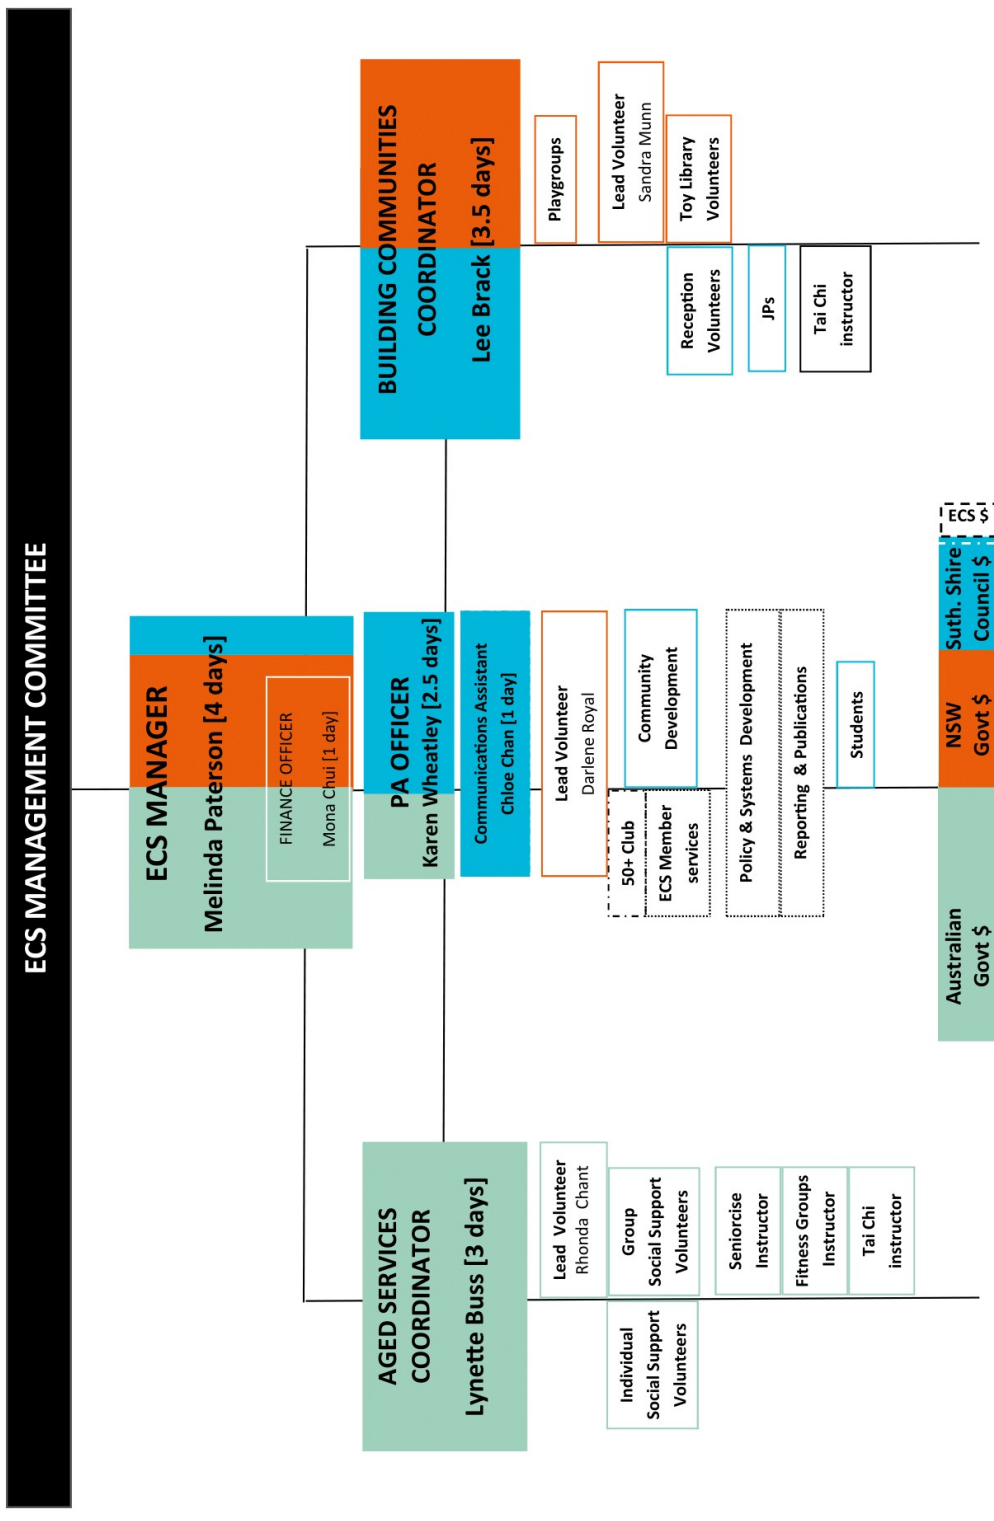 ECS MANAGEMENT COMMITTEE
ECS MANAGER
Melinda Paterson [4 days]
FINANCE OFFICER
Mona Chui [1 day]
AGED SERVICES
COORDINATOR
Lynette Buss [3 days]
Lead Volunteer
Rhonda Chant
Individual
Social Support
Volunteers
Group
Social Support
Volunteers
Seniorcise
Instructor
Fitness Groups
Instructor
Tai Chi
instructor
PA OFFICER
Karen Wheatley [2.5 days]
Communications Assistant
Chloe Chan [1 day]
Lead Volunteer
Darlene Royal
50+ Club
ECS Member
services
Community
Development
Policy & Systems Development
Reporting & Publications
Students
BUILDING COMMUNITIES
COORDINATOR
Lee Brack [3.5 days]
Playgroups
Lead Volunteer
Sandra Munn
Reception
Volunteers
Toy Library
Volunteers
JPs
Tai Chi
instructor
Australian
Govt $
NSW
Govt $
Suth. Shire
Council $
ECS $